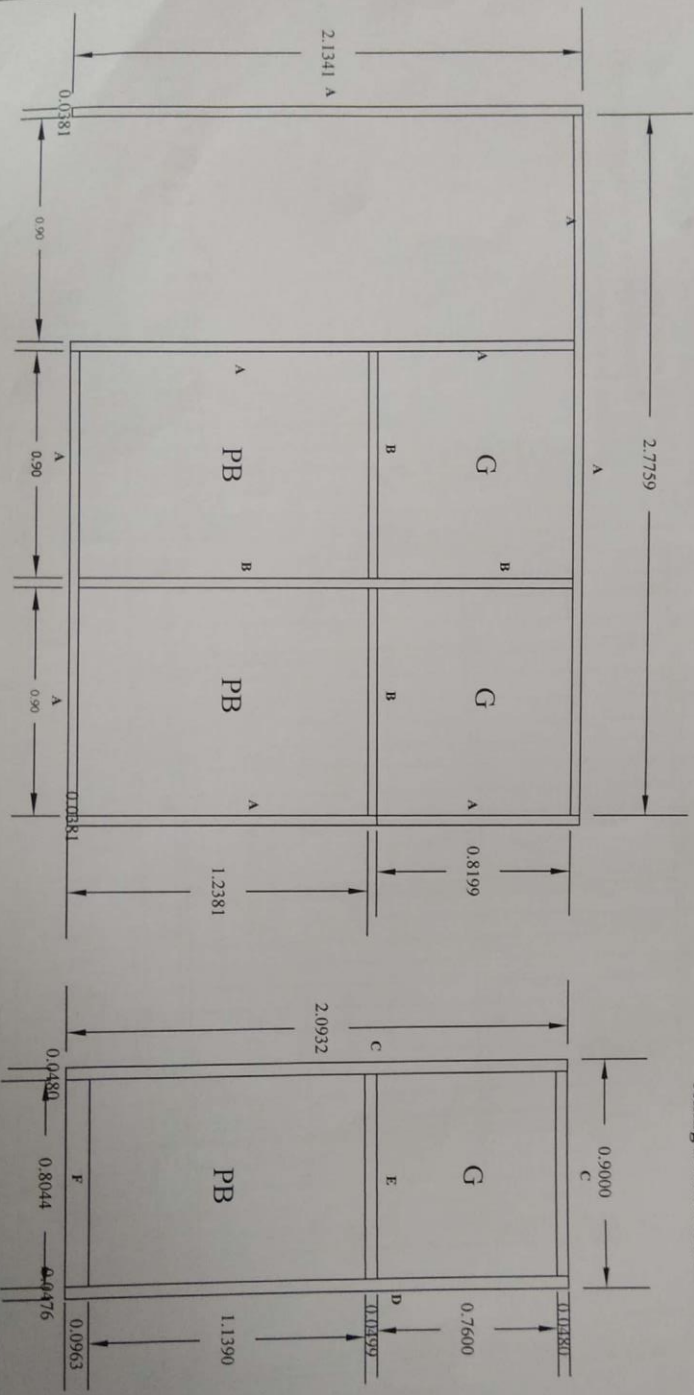 2.7759
A
2.1341
A
A
A
G
G
B
B
A
0.8199
B
B
A
PB
PB
B
A
1.2381
0.0381
A
A
0.0381
0.90
0.90
0.90
0.9000
C
0.0480
2.0932
C
G
0.7600
E
D
0.0499
PB
1.1390
F
0.0963
0.0480
0.8044
0.0476